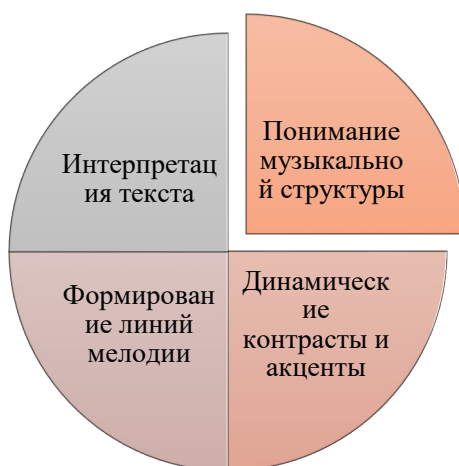 Понимание
музыкально
й структуры
Интерпретац
ия текста
Динамическ
ие
контрасты и
акценты
Формирован
ие линий
мелодии